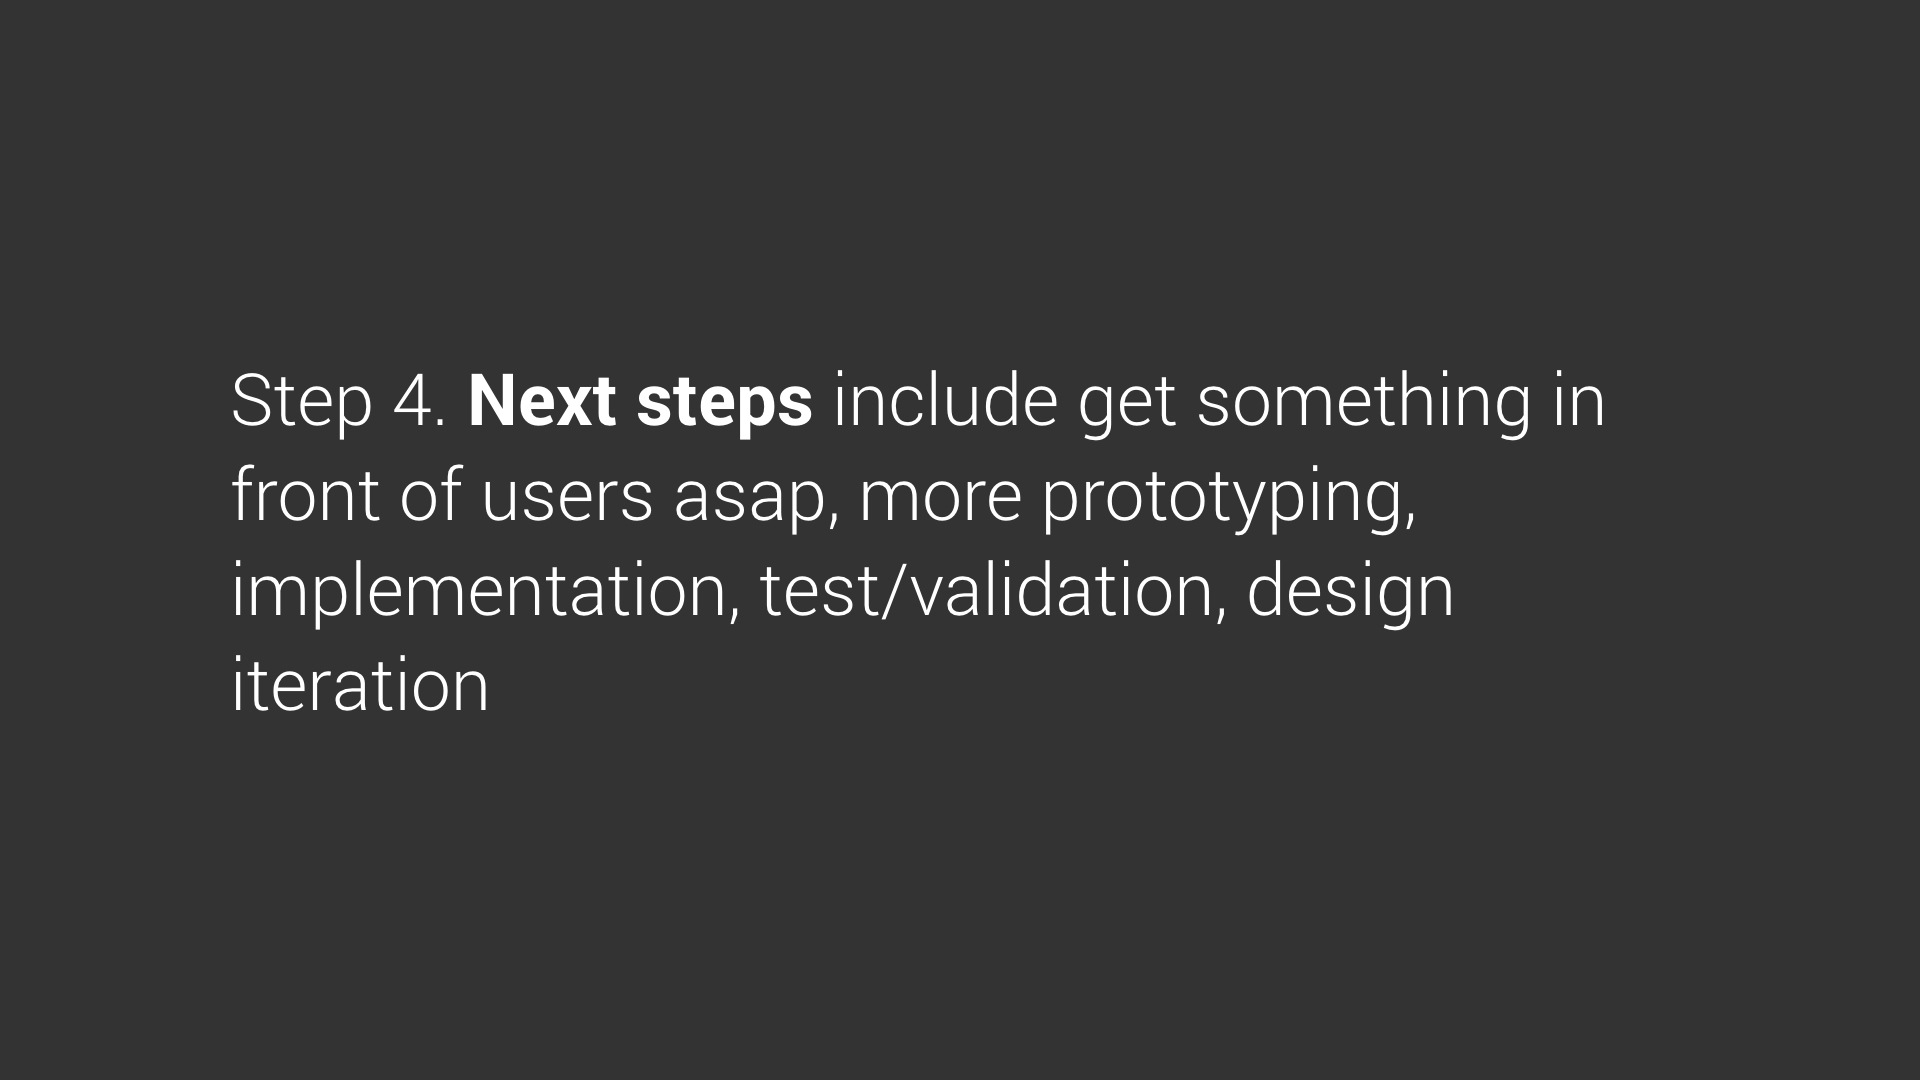 Step 4. Next steps include get something in
front of users asap, more prototyping,
implementation, test/validation, design
iteration